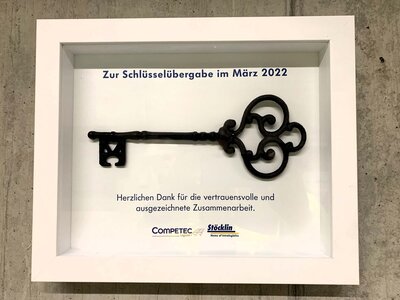 Zur Schlüsselübergabe im März 2022
Herzlichen Dank für die vertrauensvolle und
ausgezeichnete Zusammenarbeit.
COMPETEC Stöcklin